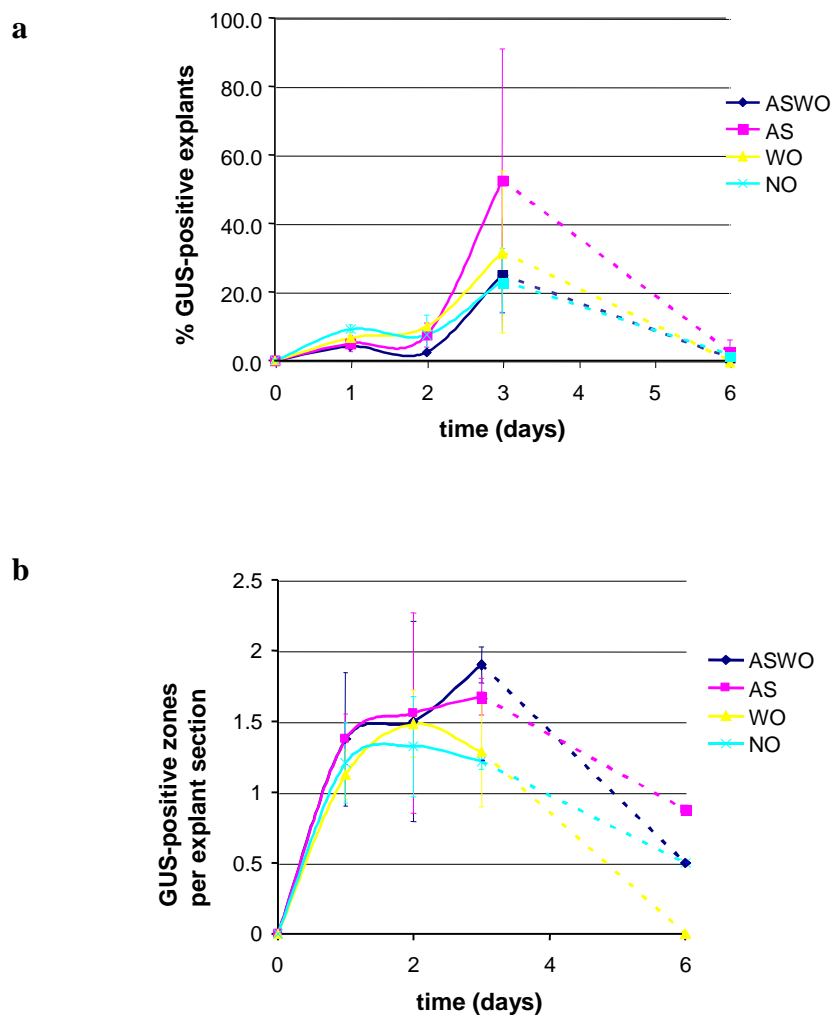 a
% GUS-positive explants
100.0
80.0
60.0
40.0
20.0
0.0
0 1 2 3 4 5 6
time (days)
ASWO
AS
WO
NO
b
GUS-positive zones
per explant section
2.5
2
1.5
1
0.5
0
0 2 4 6
time (days)
ASWO
AS
WO
NO